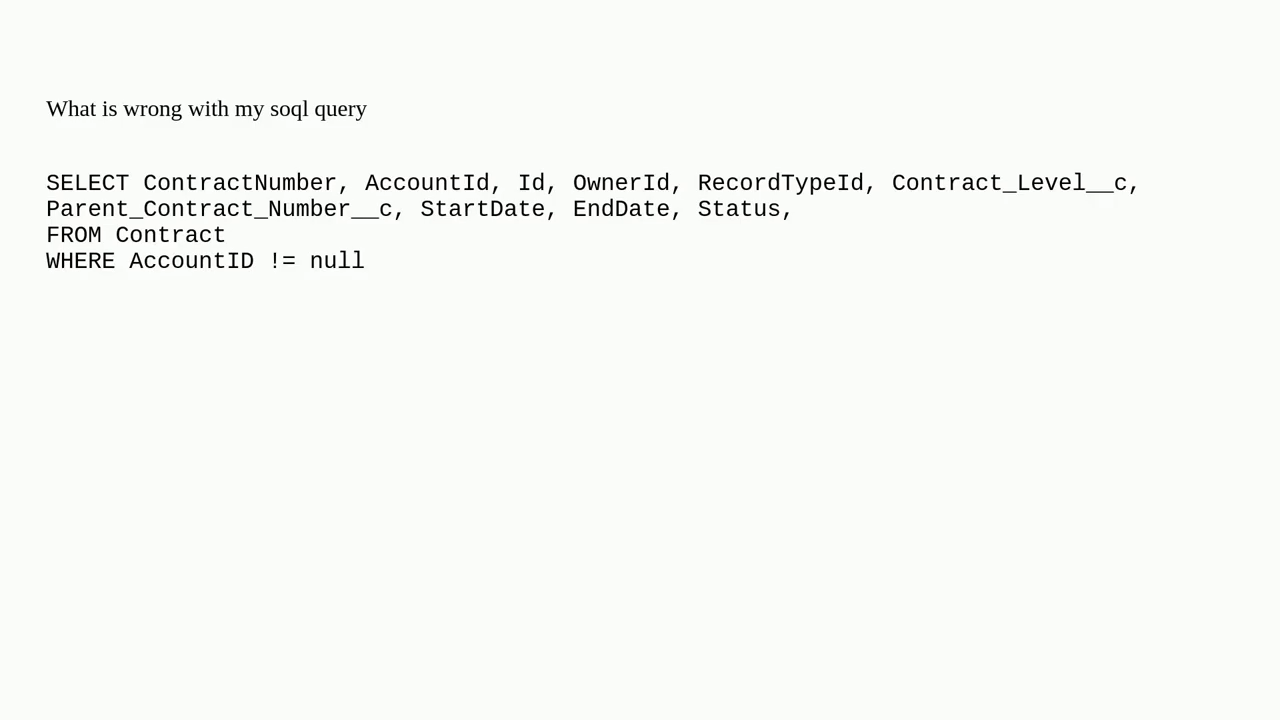 What is wrong with my soql query
SELECT ContractNumber, AccountId, Id, OwnerId, RecordTypeId, Contract_Level__c,
Parent_Contract_Number__c, StartDate, EndDate, Status,
FROM Contract
WHERE AccountID != null